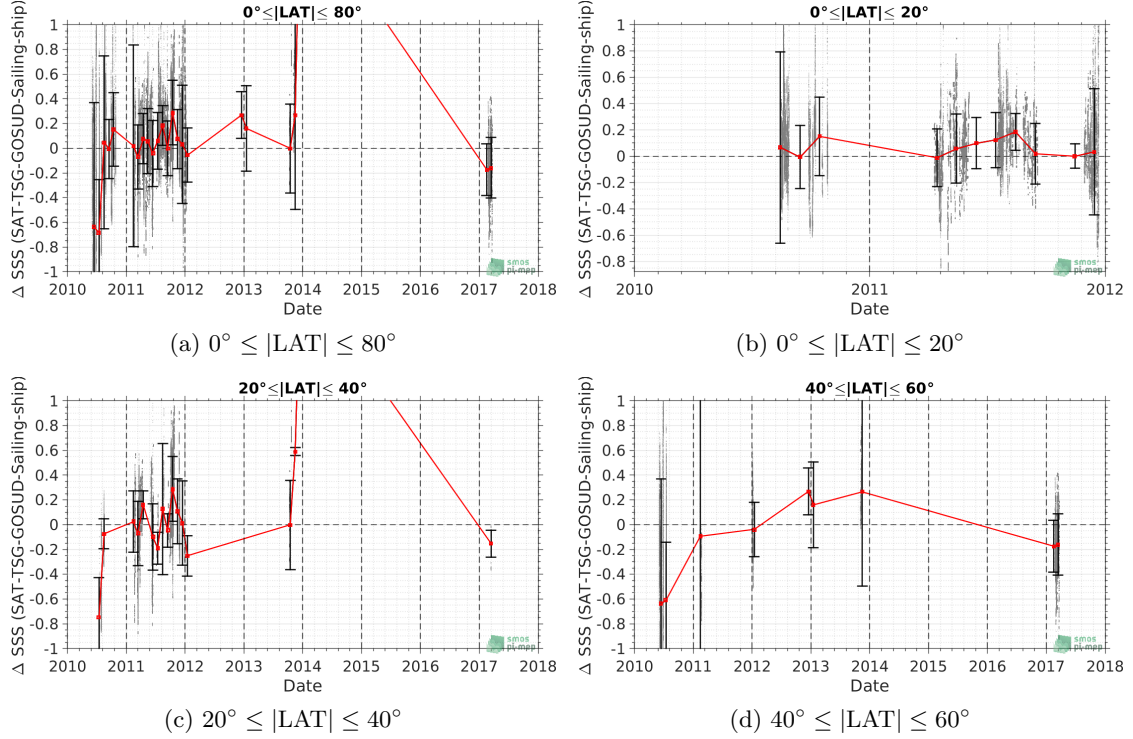 0°≤|LAT|≤ 80°
Δ SSS (SAT-TSG-GOSUD-Sailing-ship)
1
0.8
0.6
0.4
0.2
0
-0.2
-0.4
-0.6
-0.8
-1
2010 2011 2012 2013 2014 2015 2016 2017 2018
Date
smos
pi-mep
(a) 0° ≤ |LAT| ≤ 80°
0°≤|LAT|≤ 20°
Δ SSS (SAT-TSG-GOSUD-Sailing-ship)
1
0.8
0.6
0.4
0.2
0
-0.2
-0.4
-0.6
-0.8
2010 2011 2012
Date
smos
pi-mep
(b) 0° ≤ |LAT| ≤ 20°
20°≤|LAT|≤ 40°
Δ SSS (SAT-TSG-GOSUD-Sailing-ship)
1
0.8
0.6
0.4
0.2
0
-0.2
-0.4
-0.6
-0.8
-1
2010 2011 2012 2013 2014 2015 2016 2017 2018
Date
smos
pi-mep
(c) 20° ≤ |LAT| ≤ 40°
40°≤|LAT|≤ 60°
Δ SSS (SAT-TSG-GOSUD-Sailing-ship)
1
0.8
0.6
0.4
0.2
0
-0.2
-0.4
-0.6
-0.8
-1
2010 2011 2012 2013 2014 2015 2016 2017 2018
Date
smos
pi-mep
(d) 40° ≤ |LAT| ≤ 60°